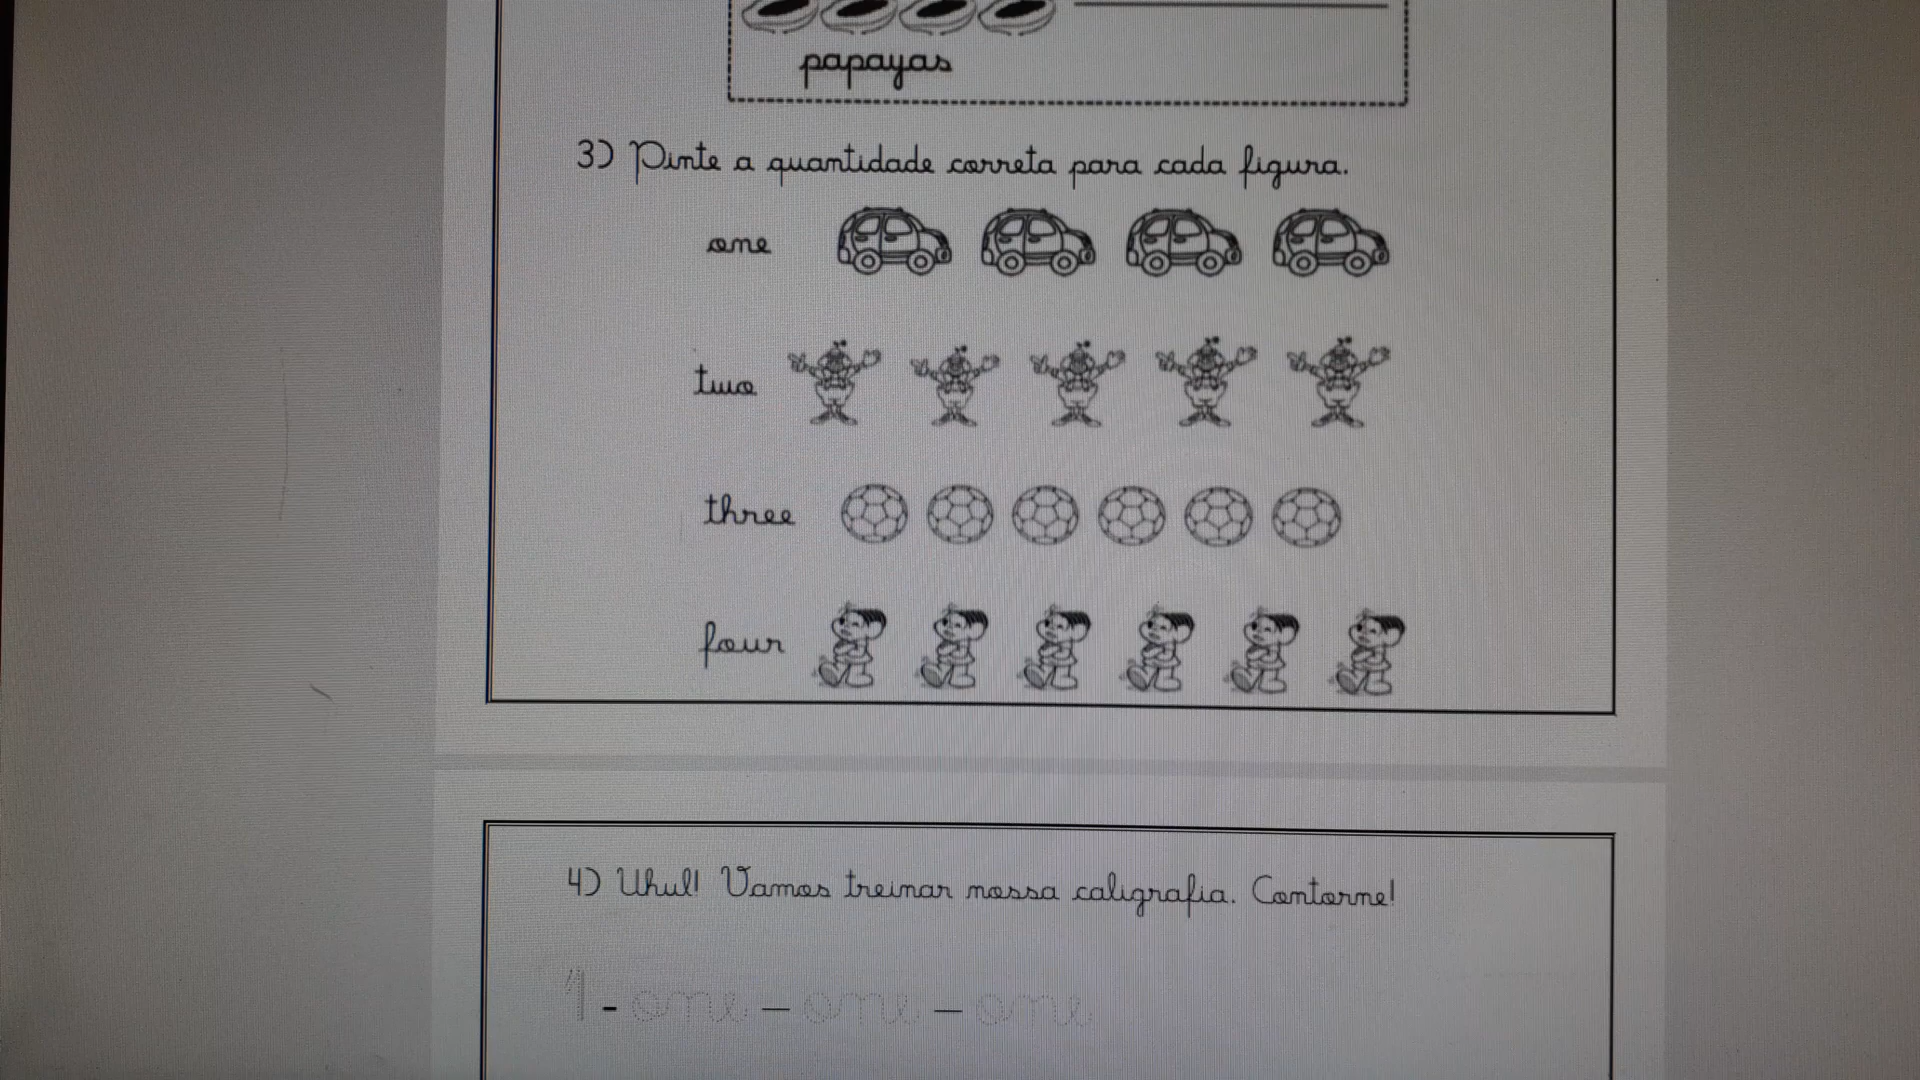 papayas
3) Pinte a quantidade correta para cada figura.
one
two
three
four
4) Uhul! Vamos treinar nossa caligrafia. Contorne!
1 - one - one - one